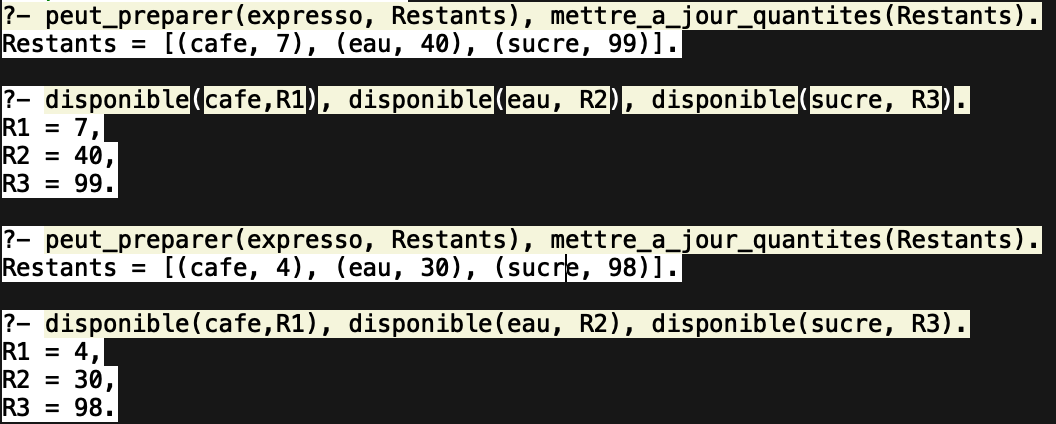 ?- peut_preparer(expresso, Restants), mettre_a_jour_quantites(Restants).
Restants = [(cafe, 7), (eau, 40), (sucre, 99)].
?- disponible(cafe,R1), disponible(eau, R2), disponible(sucre, R3).
R1 = 7,
R2 = 40,
R3 = 99.
?- peut_preparer(expresso, Restants), mettre_a_jour_quantites(Restants).
Restants = [(cafe, 4), (eau, 30), (sucre, 98)].
?- disponible(cafe,R1), disponible(eau, R2), disponible(sucre, R3).
R1 = 4,
R2 = 30,
R3 = 98.